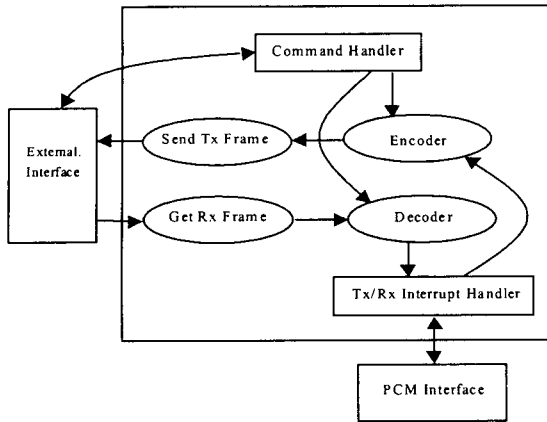 Command Handler
External.
Interface
Send Tx Frame
Encoder
Get Rx Frame
Decoder
Tx/Rx Interrupt Handler
PCM Interface